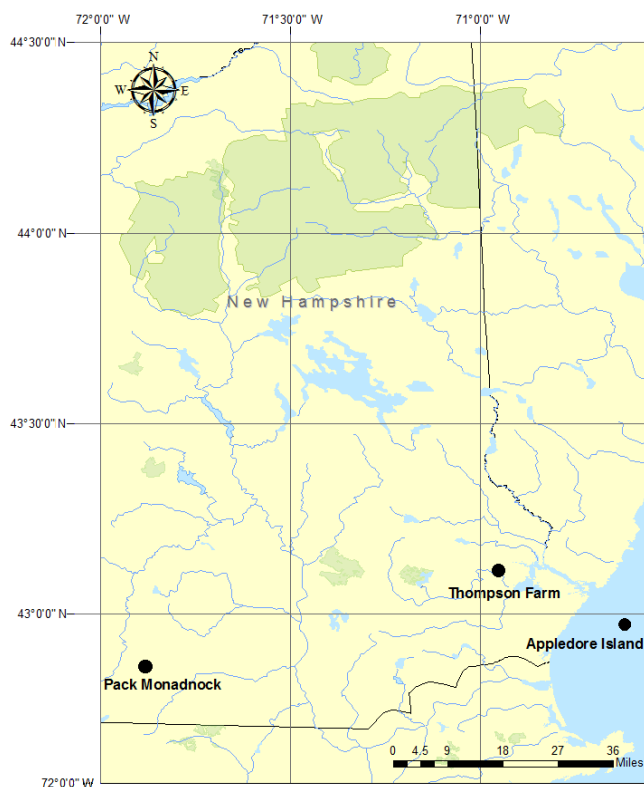 72°0'0" W 71°30'0" W 71°0'0" W
44°30'0" N
N
W E
S
44°0'0" N
New Hampshire
43°30'0" N
Thompson Farm
43°0'0" N
Appledore Island
Pack Monadnock
0 4.5 9 18 27 36
Miles
72°0'0" W